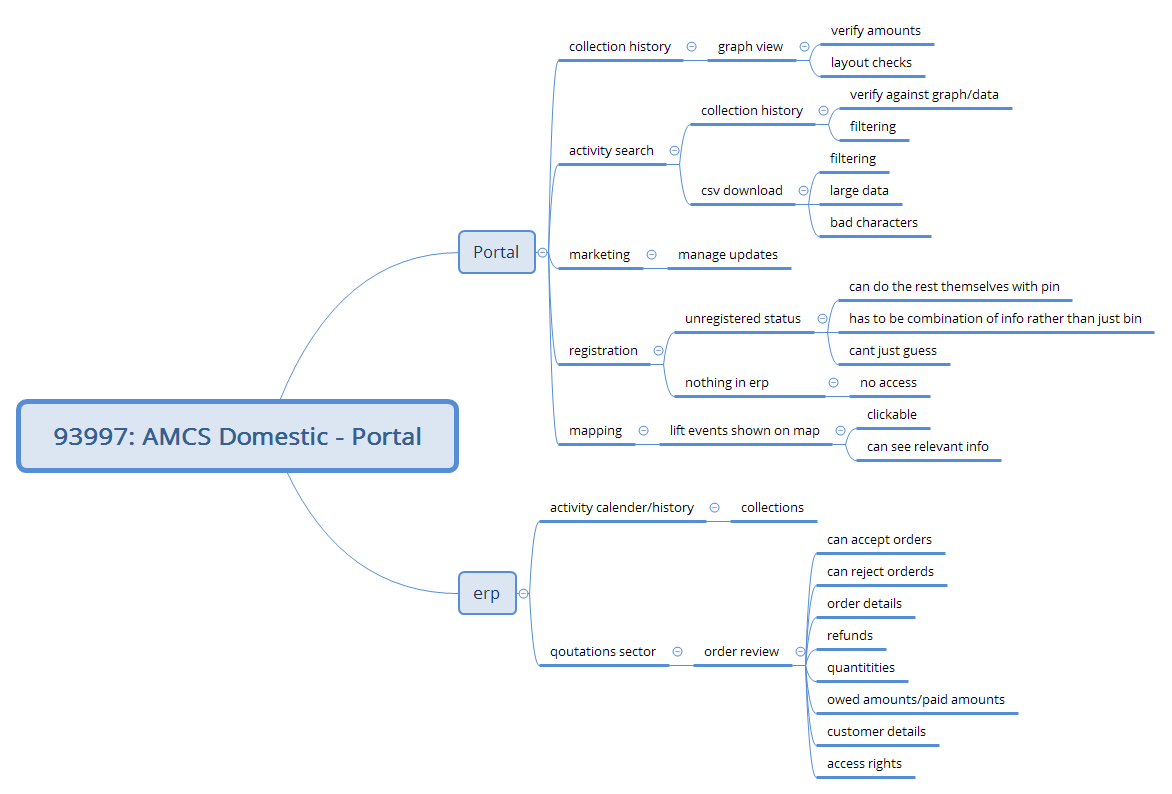 93997: AMCS Domestic - Portal
Portal
collection history
graph view
verify amounts
layout checks
activity search
collection history
verify against graph/data
filtering
csv download
filtering
large data
bad characters
marketing
manage updates
registration
unregistered status
can do the rest themselves with pin
has to be combination of info rather than just bin
cant just guess
nothing in erp
no access
mapping
lift events shown on map
clickable
can see relevant info
erp
activity calender/history
collections
qoutations sector
order review
can accept orders
can reject orderds
order details
refunds
quantitities
owed amounts/paid amounts
customer details
access rights